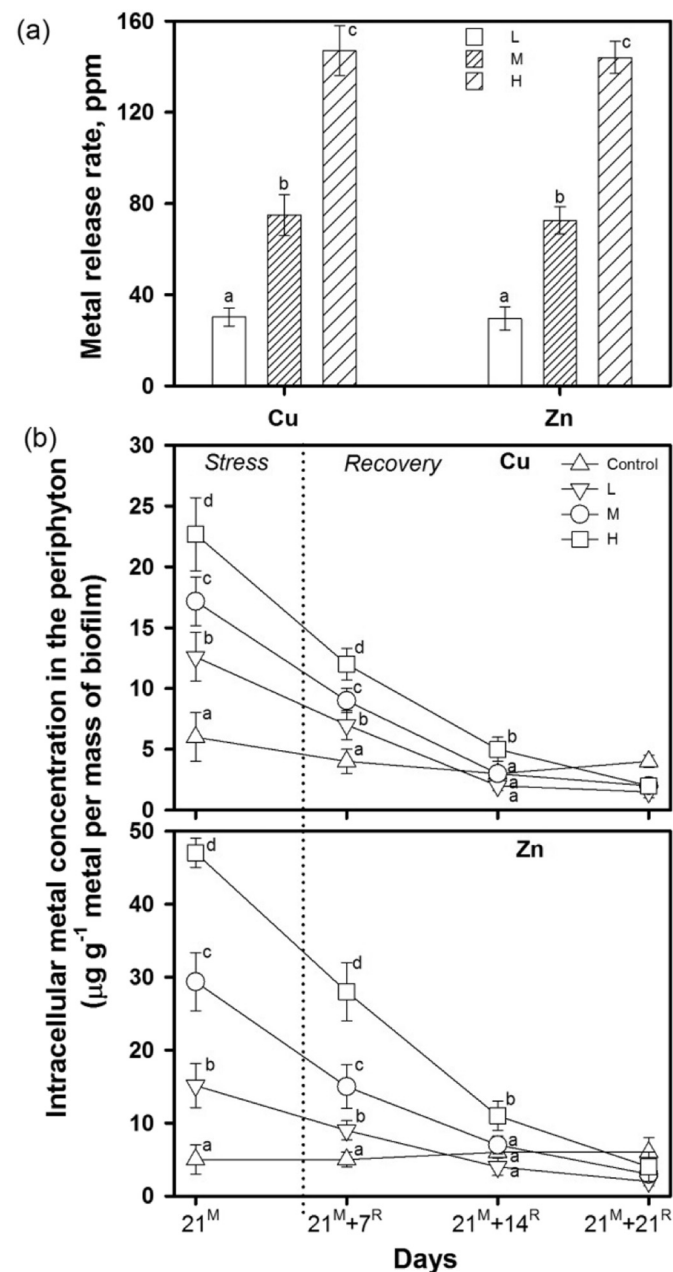 (a)
Metal release rate, ppm
160
120
80
40
0
L
M
H
a
b
c
a
b
c
Cu
Zn
(b)
Intracellular metal concentration in the periphyton
(µg g⁻¹ metal per mass of biofilm)
30
25
20
15
10
5
0
Stress
Recovery
Cu
Control
L
M
H
d
c
b
a
d
c
b
a
b
a
a
a
50
40
30
20
10
0
Zn
d
c
b
a
d
c
b
a
b
a
a
a
21ᴹ
21ᴹ+7ᴿ
21ᴹ+14ᴿ
21ᴹ+21ᴿ
Days